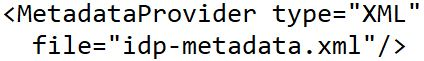 <MetadataProvider type="XML"
file="idp-metadata.xml"/>